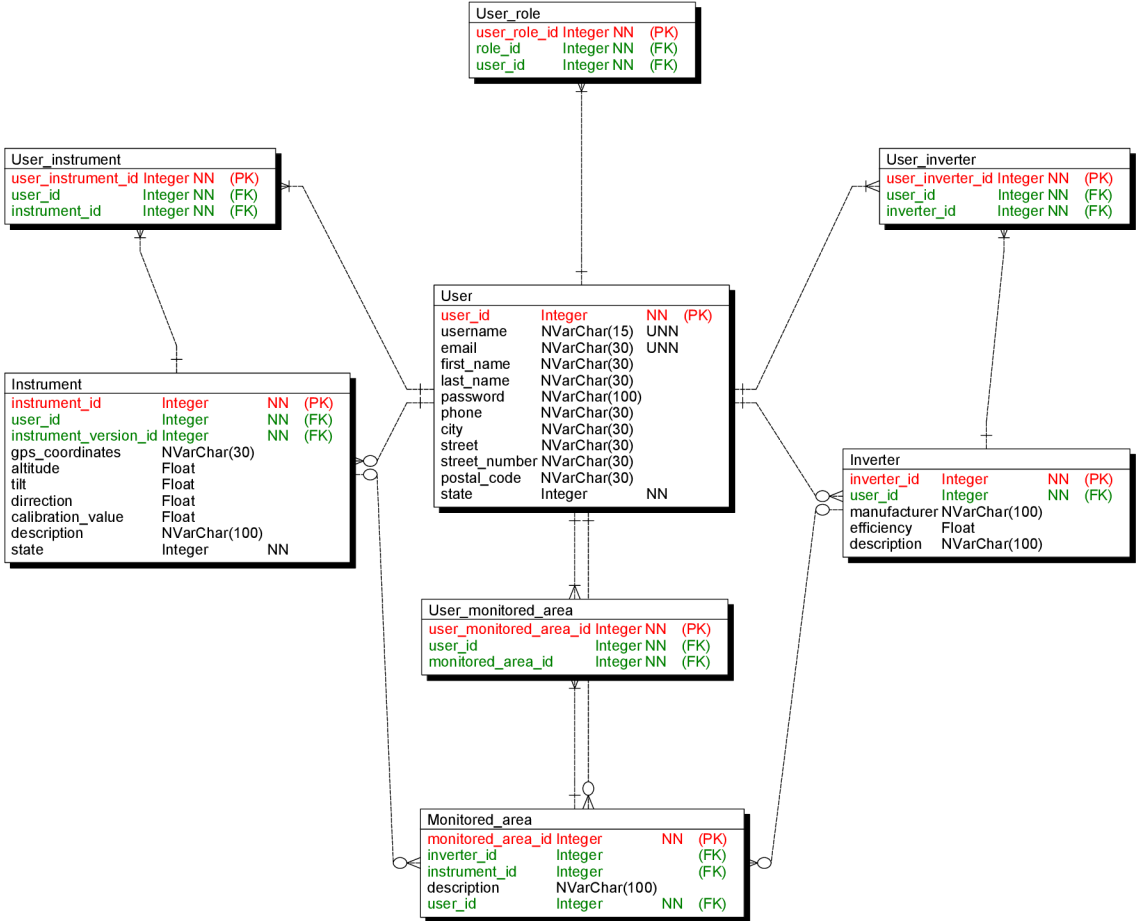 User_role
user_role_id Integer NN (PK)
role_id Integer NN (FK)
user_id Integer NN (FK)
User_instrument
user_instrument_id Integer NN (PK)
user_id Integer NN (FK)
instrument_id Integer NN (FK)
User_inverter
user_inverter_id Integer NN (PK)
user_id Integer NN (FK)
inverter_id Integer NN (FK)
User
user_id Integer NN (PK)
username NVarChar(15) UNN
email NVarChar(30) UNN
first_name NVarChar(30)
last_name NVarChar(30)
password NVarChar(100)
phone NVarChar(30)
city NVarChar(30)
street NVarChar(30)
street_number NVarChar(30)
postal_code NVarChar(30)
state Integer NN
Instrument
instrument_id Integer NN (PK)
user_id Integer NN (FK)
instrument_version_id Integer NN (FK)
gps_coordinates NVarChar(30)
altitude Float
tilt Float
dirrection Float
calibration_value Float
description NVarChar(100)
state Integer NN
Inverter
inverter_id Integer NN (PK)
user_id Integer NN (FK)
manufacturer NVarChar(100)
efficiency Float
description NVarChar(100)
User_monitored_area
user_monitored_area_id Integer NN (PK)
user_id Integer NN (FK)
monitored_area_id Integer NN (FK)
Monitored_area
monitored_area_id Integer NN (PK)
inverter_id Integer (FK)
instrument_id Integer (FK)
description NVarChar(100)
user_id Integer NN (FK)